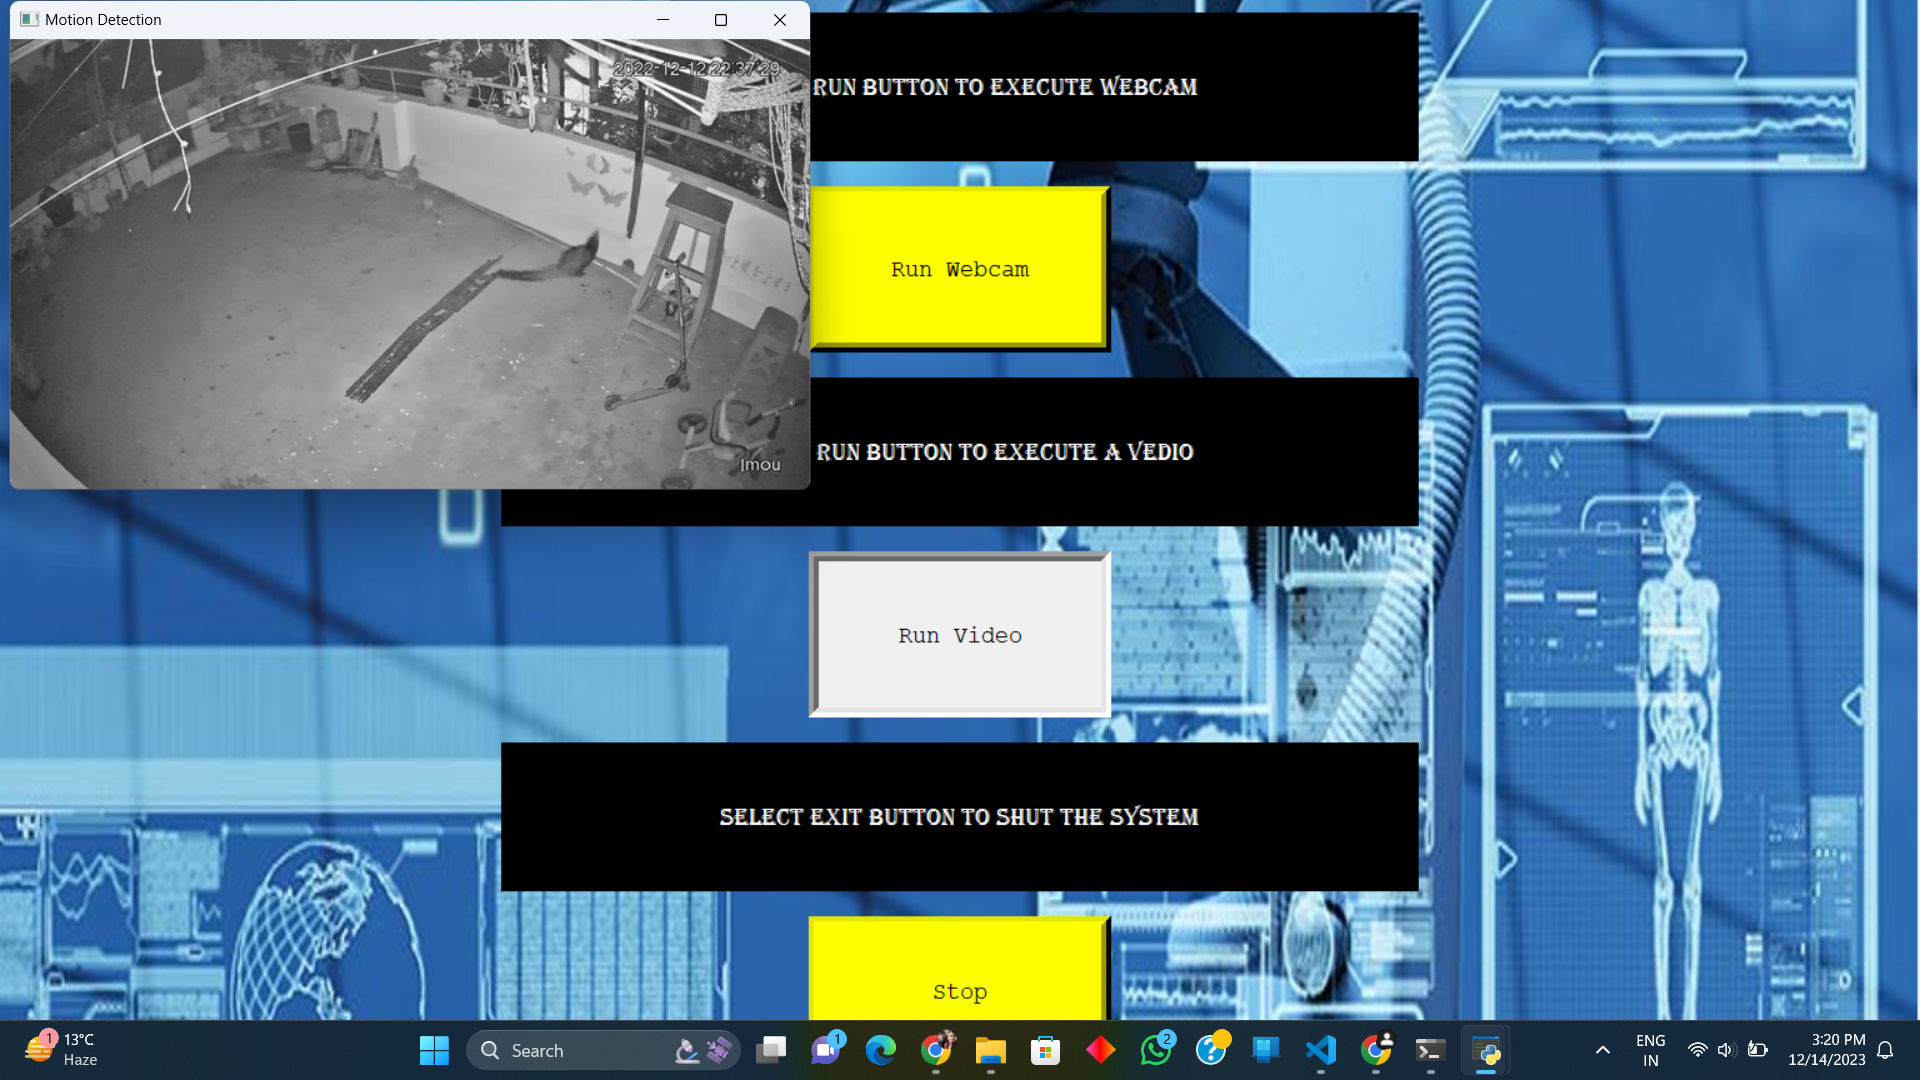 Motion Detection
2022-12-12 22:37:29
Imou
RUN BUTTON TO EXECUTE WEBCAM
Run Webcam
RUN BUTTON TO EXECUTE A VEDIO
Run Video
SELECT EXIT BUTTON TO SHUT THE SYSTEM
Stop
1
13°C
Haze
Search
1
2
ENG
IN
3:20 PM
12/14/2023